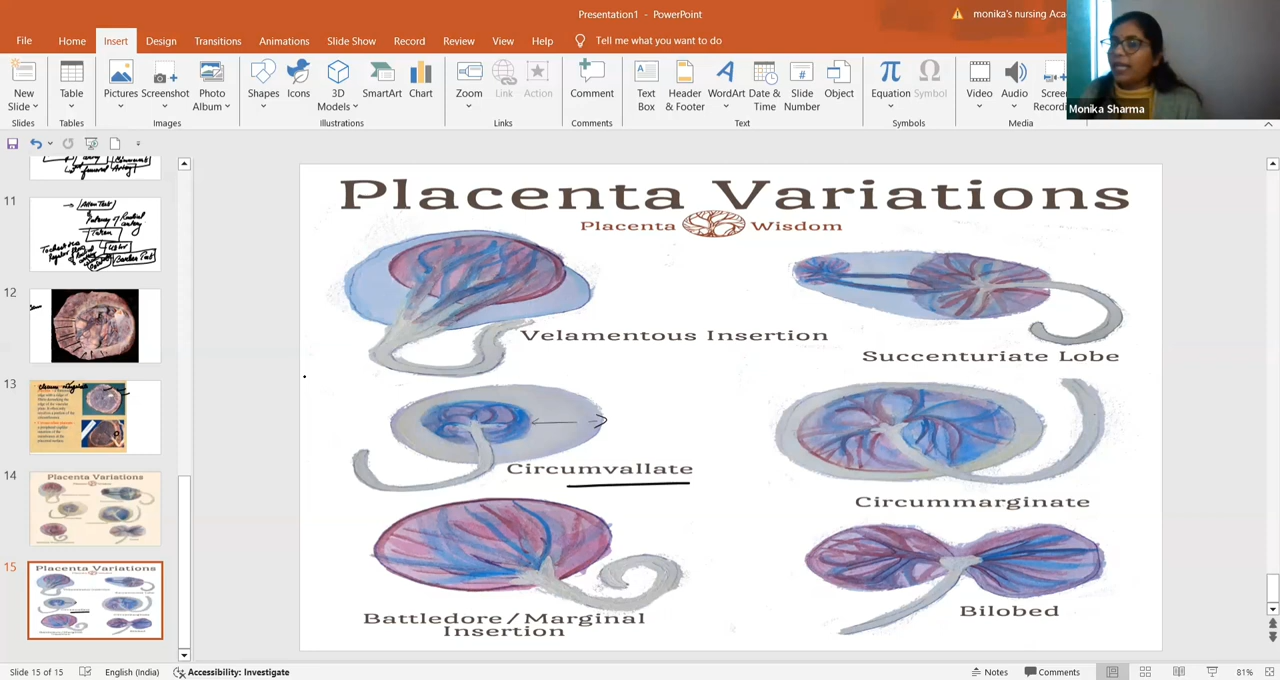 Presentation1 - PowerPoint
monika's nursing Aca
File Home Insert Design Transitions Animations Slide Show Record Review View Help Tell me what you want to do
New Slide Table Pictures Screenshot Photo Album Shapes Icons 3D Models SmartArt Chart Zoom Link Action Comment Text Box Header & Footer WordArt Date & Time Slide Number Object Equation Symbol Video Audio Screen
Slides Tables Images Illustrations Links Comments Text Symbols Media
Monika Sharma
11
12
13
14
Placenta Variations
15
Placenta Variations
Placenta Variations
Placenta Wisdom
Velamentous Insertion
Succenturiate Lobe
Circumvallate
Circummarginate
Battledore/Marginal
Insertion
Bilobed
Slide 15 of 15 English (India) Accessibility: Investigate Notes Comments 81%